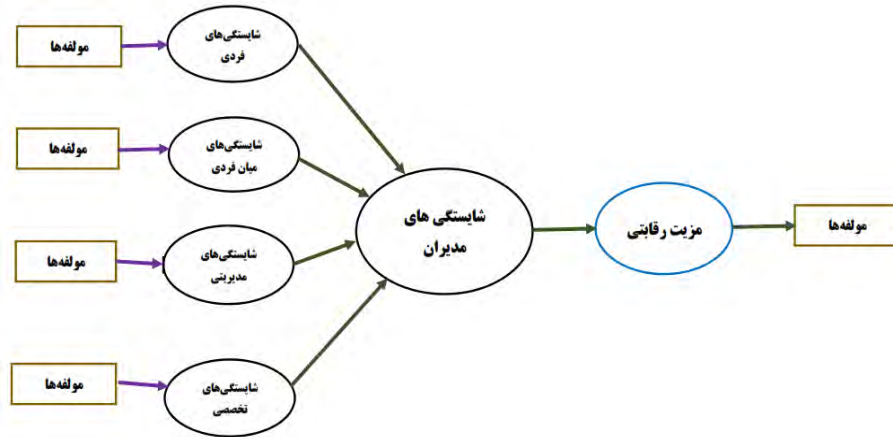 مولفه‌ها
شایستگی‌های
فردی
مولفه‌ها
شایستگی‌های
میان فردی
مولفه‌ها
شایستگی‌های
مدیریتی
مولفه‌ها
شایستگی‌های
تخصصی
شایستگی های
مدیران
مزیت رقابتی
مولفه‌ها